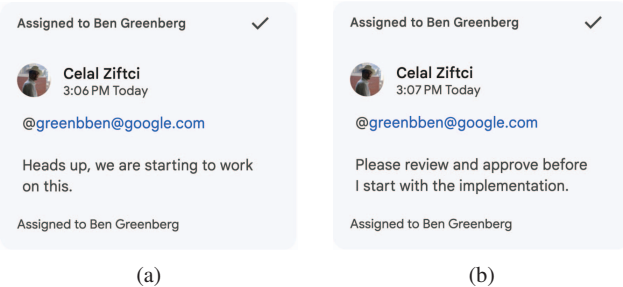 Assigned to Ben Greenberg
Celal Ziftci
3:06 PM Today
@greenbben@google.com
Heads up, we are starting to work
on this.
Assigned to Ben Greenberg
(a)
Assigned to Ben Greenberg
Celal Ziftci
3:07 PM Today
@greenbben@google.com
Please review and approve before
I start with the implementation.
Assigned to Ben Greenberg
(b)